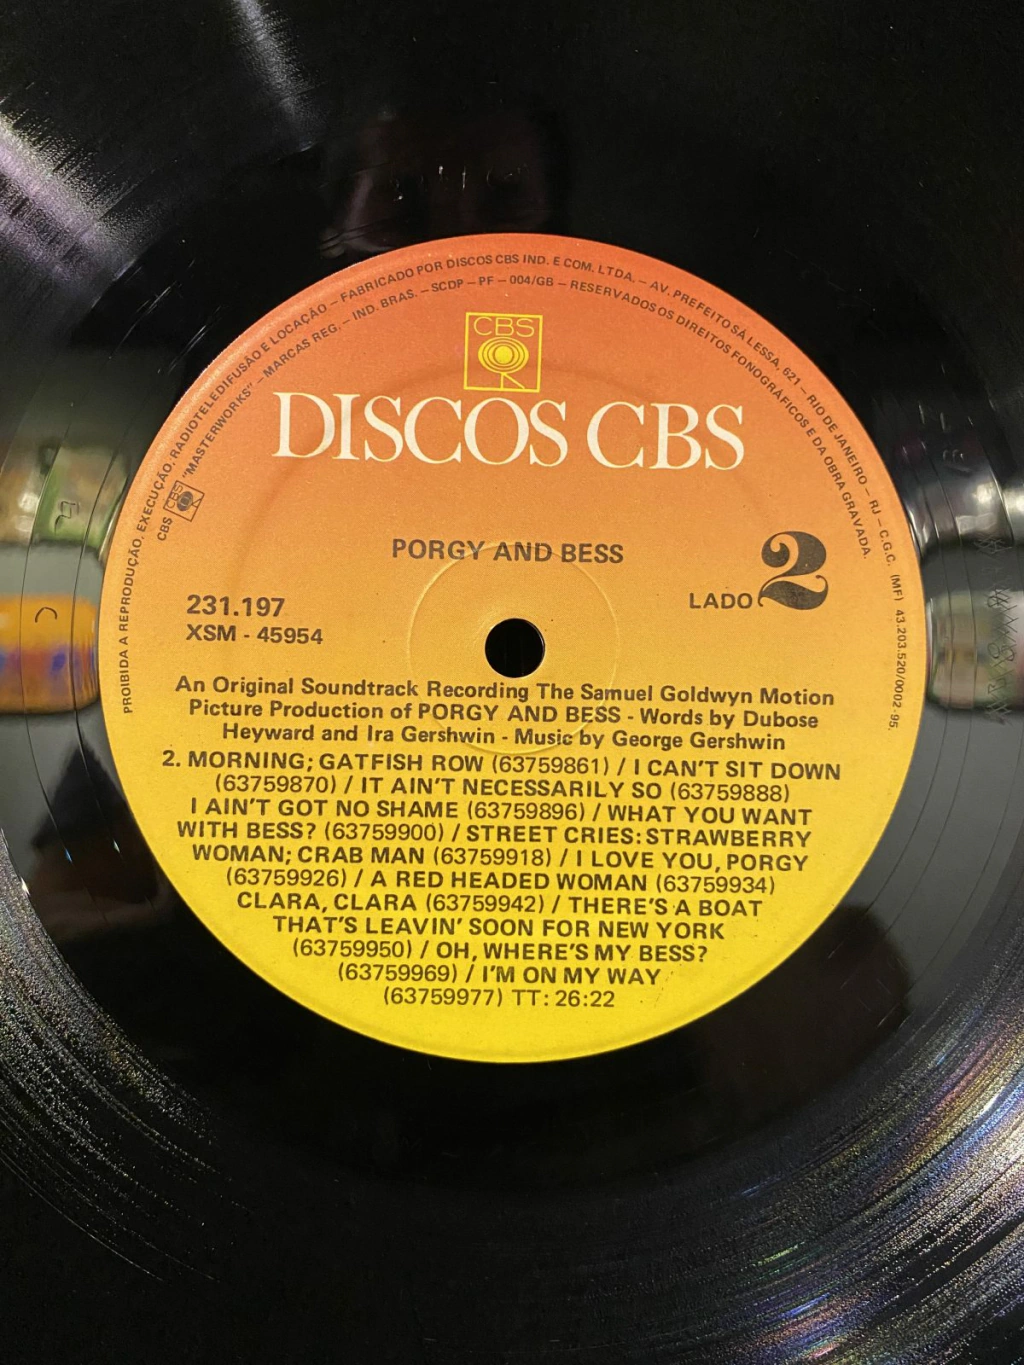 PROIBIDA A REPRODUÇÃO, EXECUÇÃO, RADIOTELEDIFUSÃO E LOCAÇÃO – FABRICADO POR DISCOS CBS IND. E COM. LTDA. – AV. PREFEITO SÁ LESSA, 621 – RIO DE JANEIRO – RJ – C.G.C. (MF) 43.203.520/0002-95.
CBS CBS "MASTERWORKS" – MARCAS REG. – IND. BRAS. – SCDP – PF – 004/GB – RESERVADOS OS DIREITOS FONOGRÁFICOS E DA OBRA GRAVADA.
CBS
DISCOS CBS
PORGY AND BESS
LADO 2
231.197
XSM - 45954
An Original Soundtrack Recording The Samuel Goldwyn Motion
Picture Production of PORGY AND BESS - Words by Dubose
Heyward and Ira Gershwin - Music by George Gershwin
2. MORNING; GATFISH ROW (63759861) / I CAN'T SIT DOWN
(63759870) / IT AIN'T NECESSARILY SO (63759888)
I AIN'T GOT NO SHAME (63759896) / WHAT YOU WANT
WITH BESS? (63759900) / STREET CRIES: STRAWBERRY
WOMAN; CRAB MAN (63759918) / I LOVE YOU, PORGY
(63759926) / A RED HEADED WOMAN (63759934)
CLARA, CLARA (63759942) / THERE'S A BOAT
THAT'S LEAVIN' SOON FOR NEW YORK
(63759950) / OH, WHERE'S MY BESS?
(63759969) / I'M ON MY WAY
(63759977) TT: 26:22